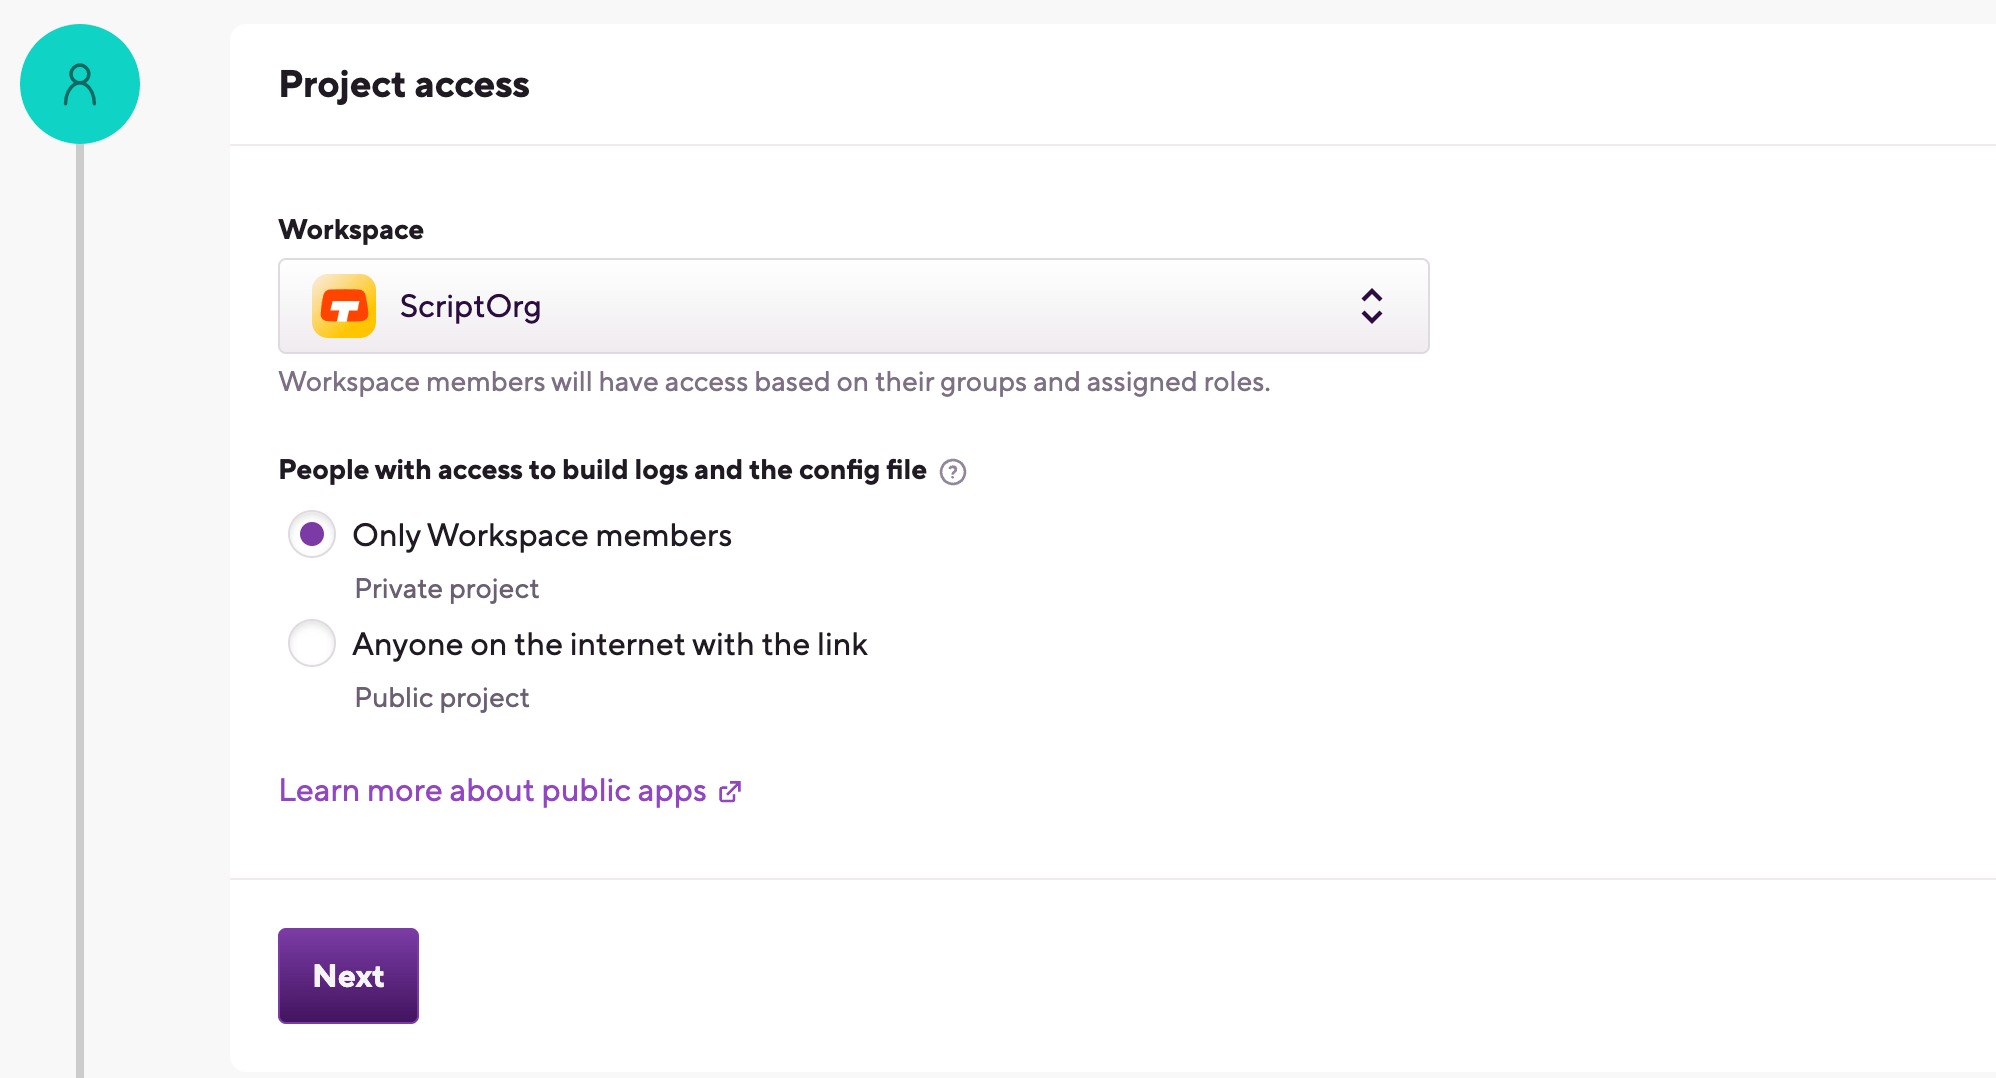 Project access
Workspace
ScriptOrg
Workspace members will have access based on their groups and assigned roles.
People with access to build logs and the config file ?
Only Workspace members
Private project
Anyone on the internet with the link
Public project
Learn more about public apps
Next